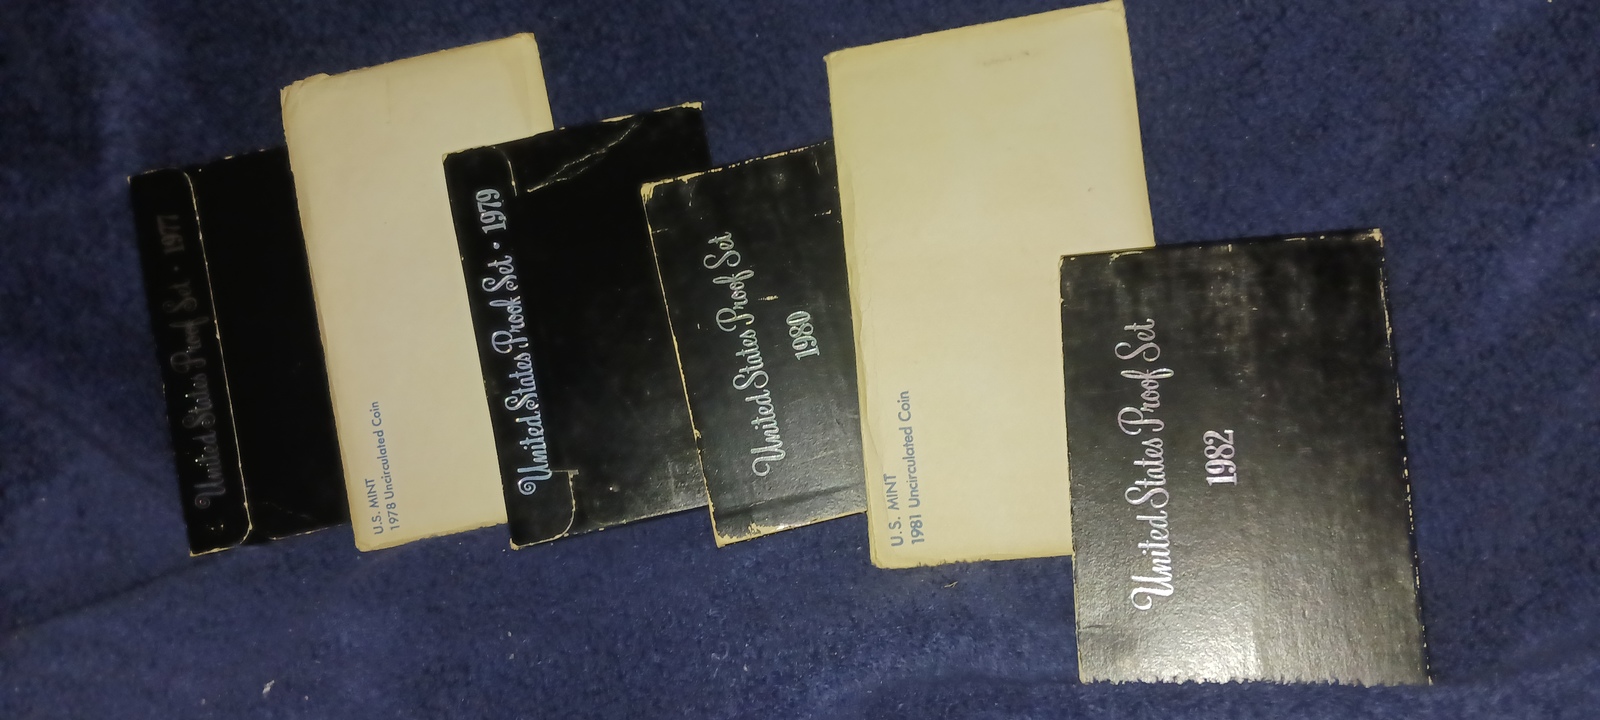 United States Proof Set • 1977
U.S. MINT
1978 Uncirculated Coin
United States Proof Set • 1979
United States Proof Set
1980
U.S. MINT
1981 Uncirculated Coin
United States Proof Set
1982